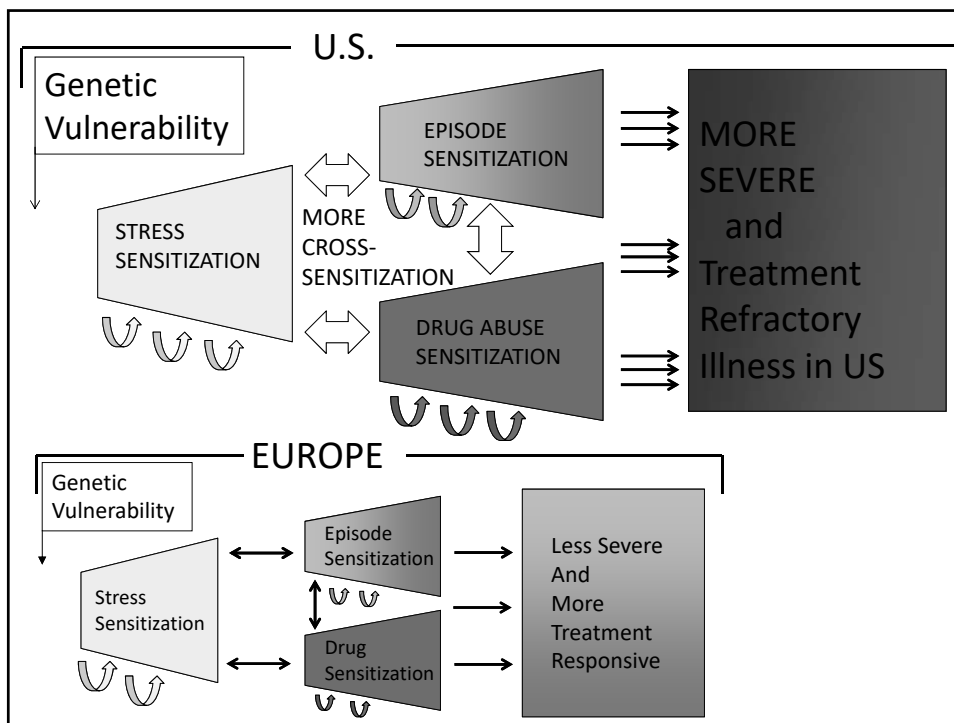 U.S.
Genetic
Vulnerability
EPISODE
SENSITIZATION
STRESS
SENSITIZATION
MORE
CROSS-
SENSITIZATION
DRUG ABUSE
SENSITIZATION
MORE
SEVERE
and
Treatment
Refractory
Illness in US
EUROPE
Genetic
Vulnerability
Episode
Sensitization
Stress
Sensitization
Drug
Sensitization
Less Severe
And
More
Treatment
Responsive